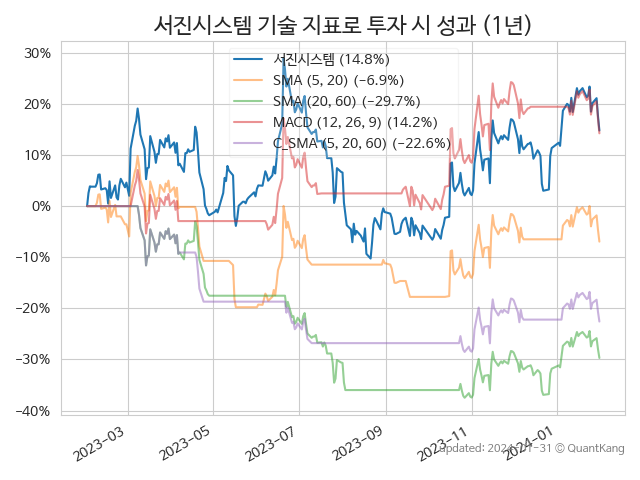 서진시스템 기술 지표로 투자 시 성과 (1년)
30%
20%
10%
0%
−10%
−20%
−30%
−40%
서진시스템 (14.8%)
SMA (5, 20) (−6.9%)
SMA (20, 60) (−29.7%)
MACD (12, 26, 9) (14.2%)
C_SMA (5, 20, 60) (−22.6%)
2023-03
2023-05
2023-07
2023-09
2023-11
2024-01
updated: 2024-01-31 © QuantKang